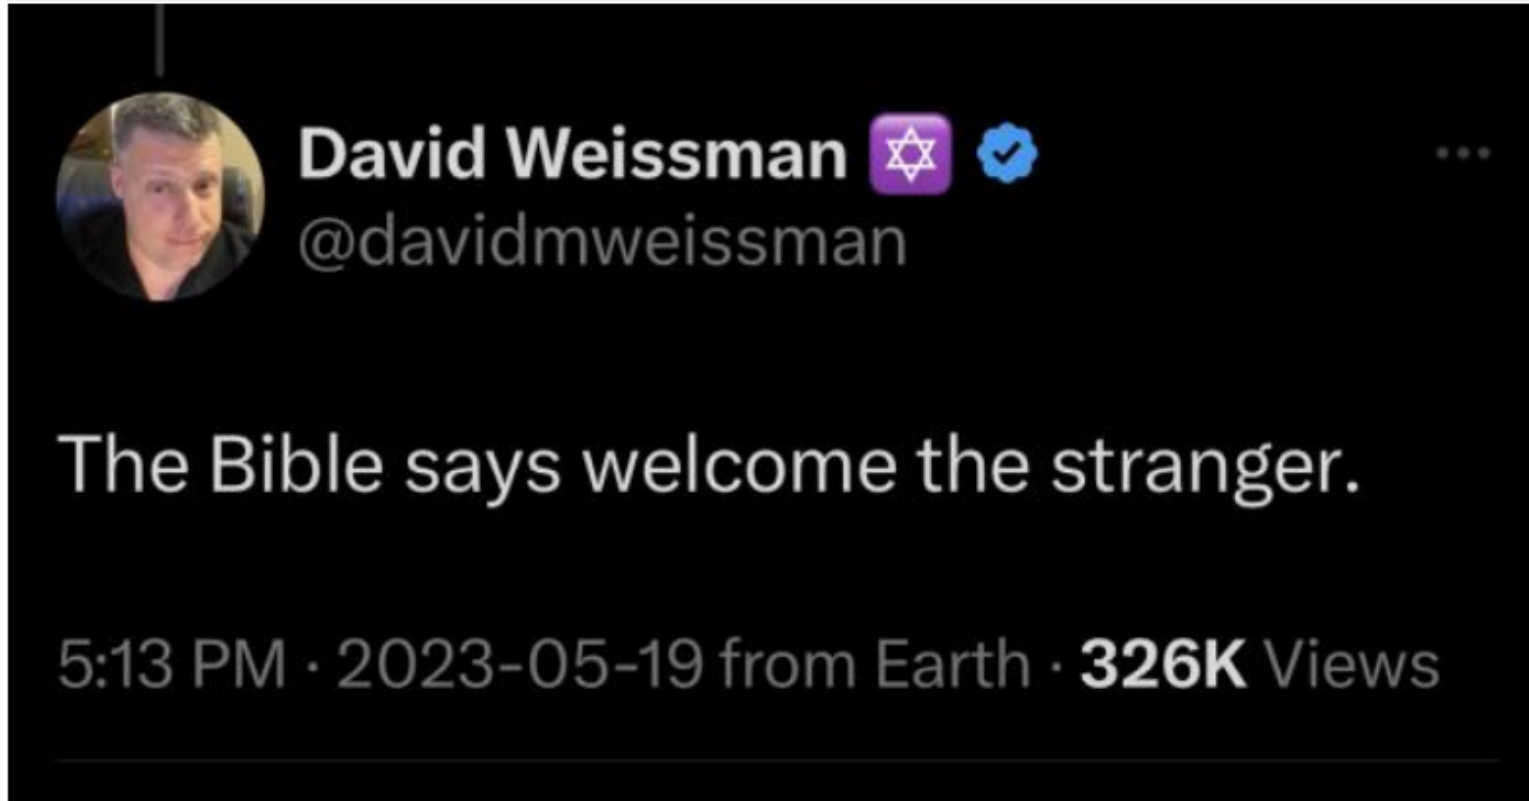 David Weissman
@davidmweissman
The Bible says welcome the stranger.
5:13 PM · 2023-05-19 from Earth · 326K Views